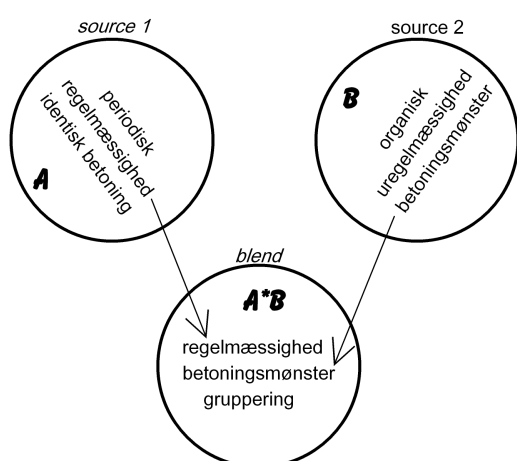 source 1
periodisk
regelmæssighed
identisk betoning
A
source 2
B
organisk
uregelmæssighed
betoningsmønster
blend
A*B
regelmæssighed
betoningsmønster
gruppering